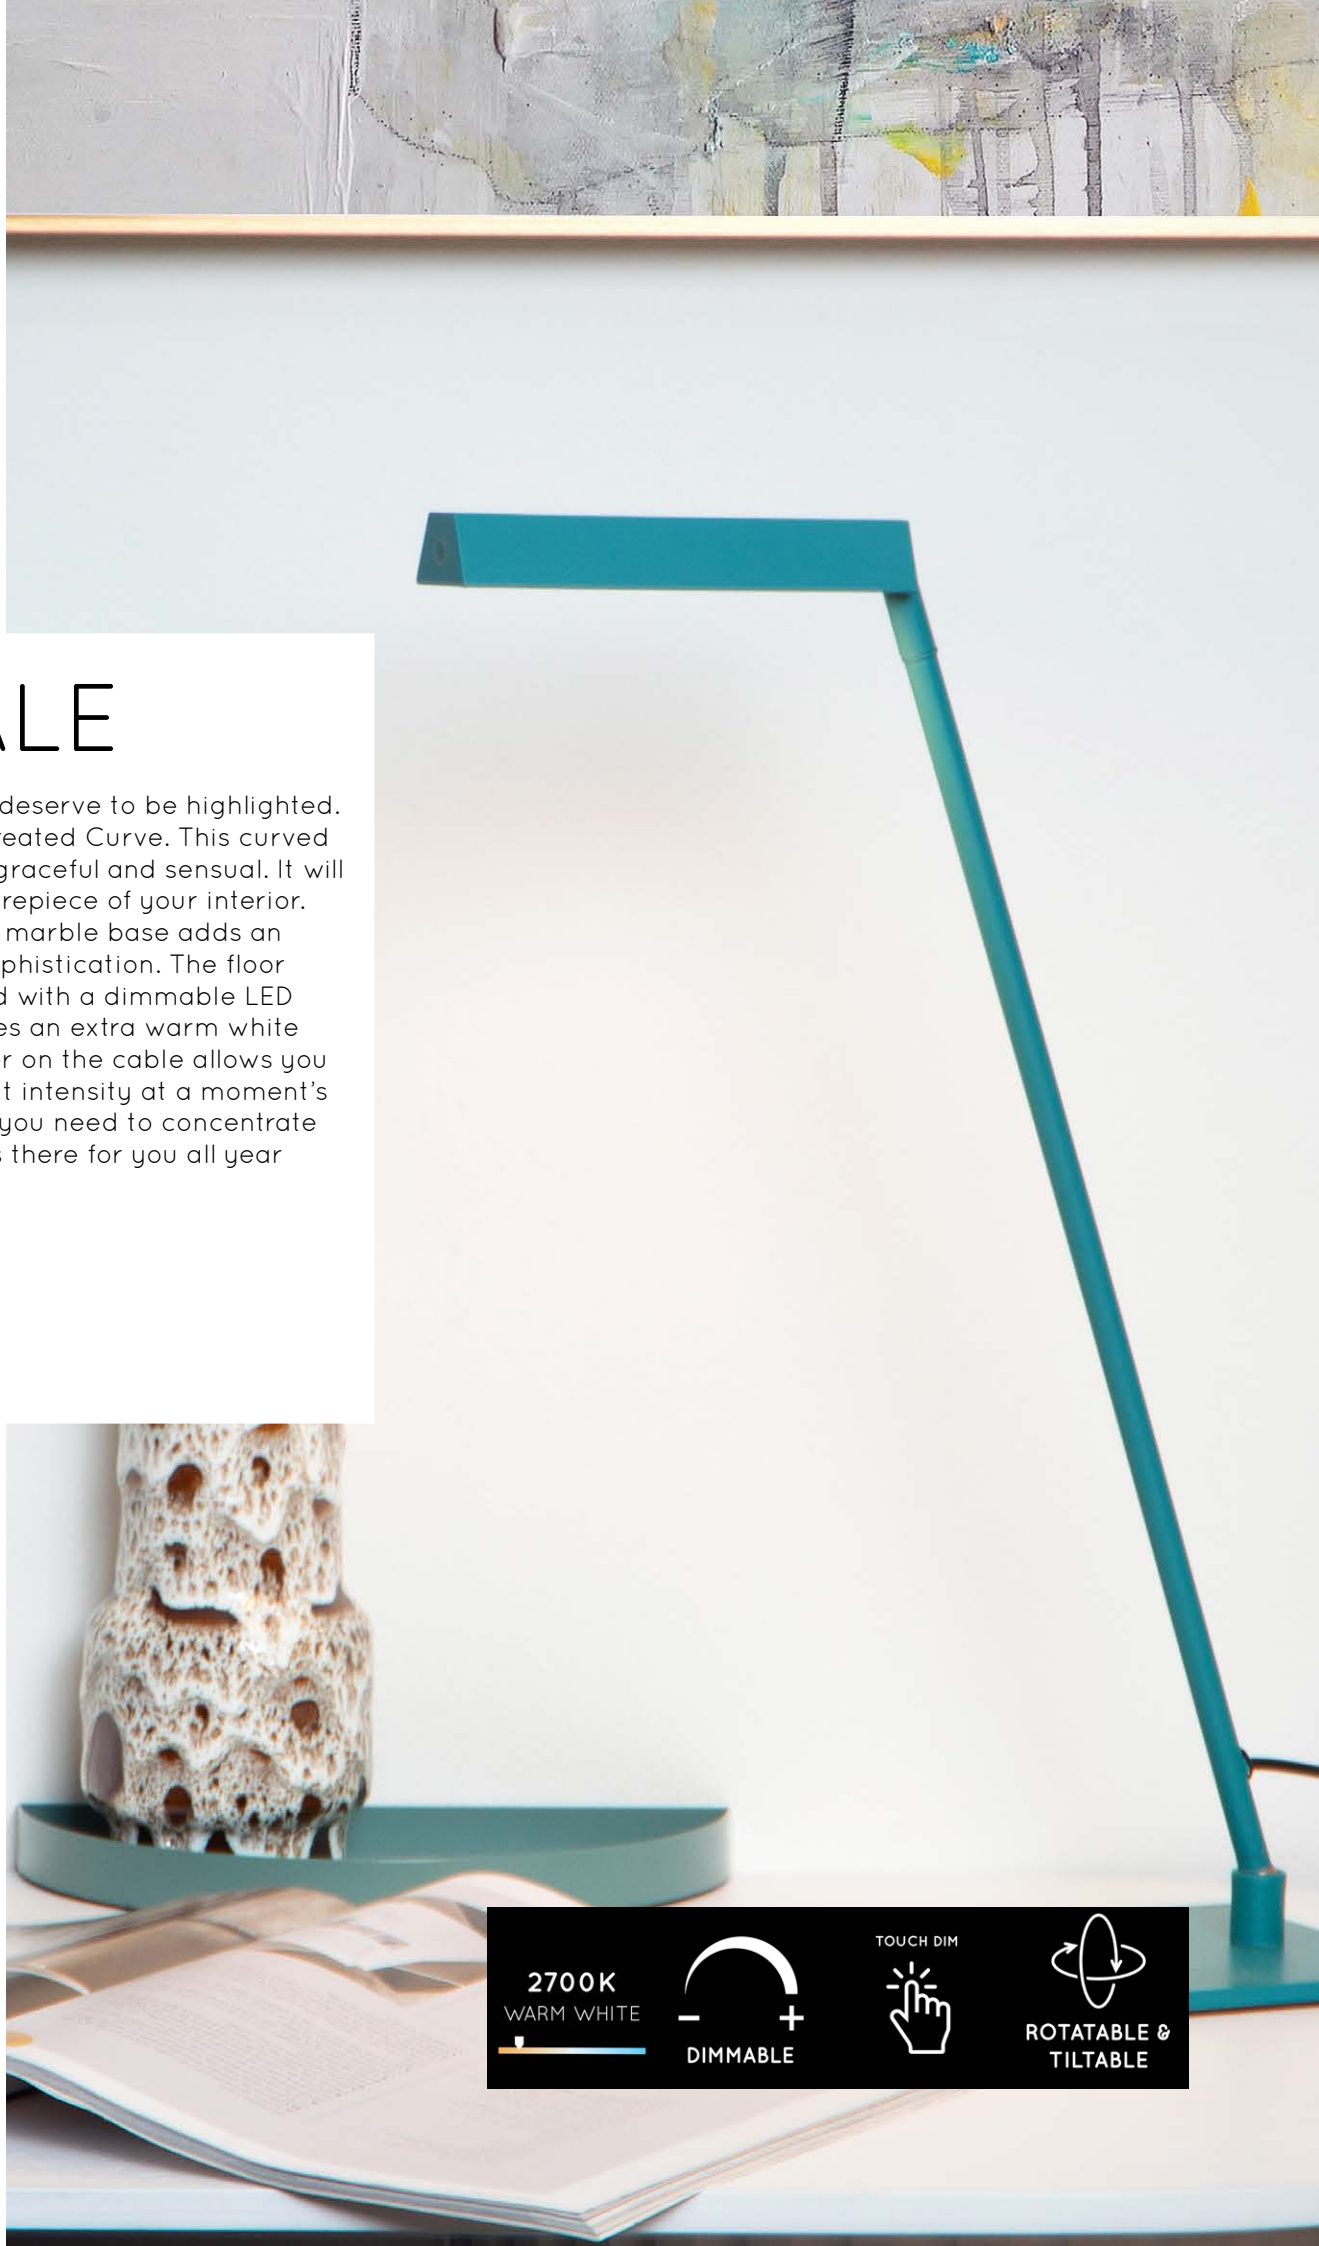 ALE
deserve to be highlighted.
reated Curve. This curved
graceful and sensual. It will
repiece of your interior.
marble base adds an
phistication. The floor
d with a dimmable LED
es an extra warm white
r on the cable allows you
t intensity at a moment's
you need to concentrate
s there for you all year
2700K
WARM WHITE
DIMMABLE
TOUCH DIM
ROTATABLE &
TILTABLE